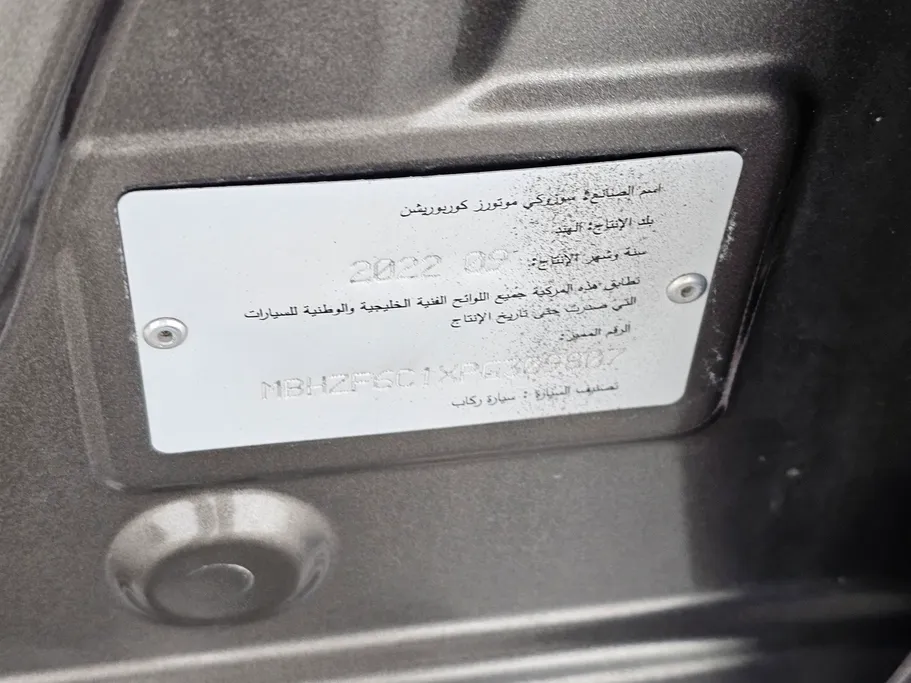 اسم الصانع: سوزوكي موتورز كوربوريشن
بلد الإنتاج: الهند
سنة وشهر الإنتاج: 2022 09
تطابق هذه المركبة جميع اللوائح الفنية الخليجية والوطنية للسيارات
التي صدرت حتى تاريخ الإنتاج
الرقم المميز:
تصنيف السيارة : سيارة ركاب